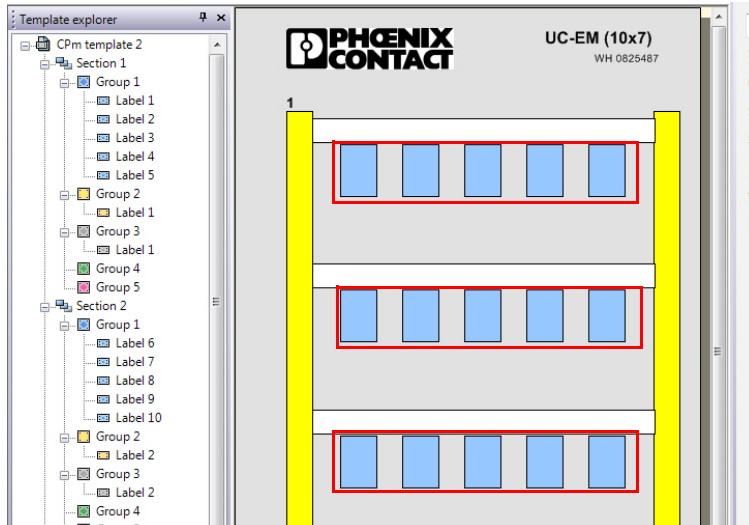 Template explorer
CPm template 2
Section 1
Group 1
Label 1
Label 2
Label 3
Label 4
Label 5
Group 2
Label 1
Group 3
Label 1
Group 4
Group 5
Section 2
Group 1
Label 6
Label 7
Label 8
Label 9
Label 10
Group 2
Label 2
Group 3
Label 2
Group 4
PHŒNIX
CONTACT
UC-EM (10x7)
WH 0825487
1